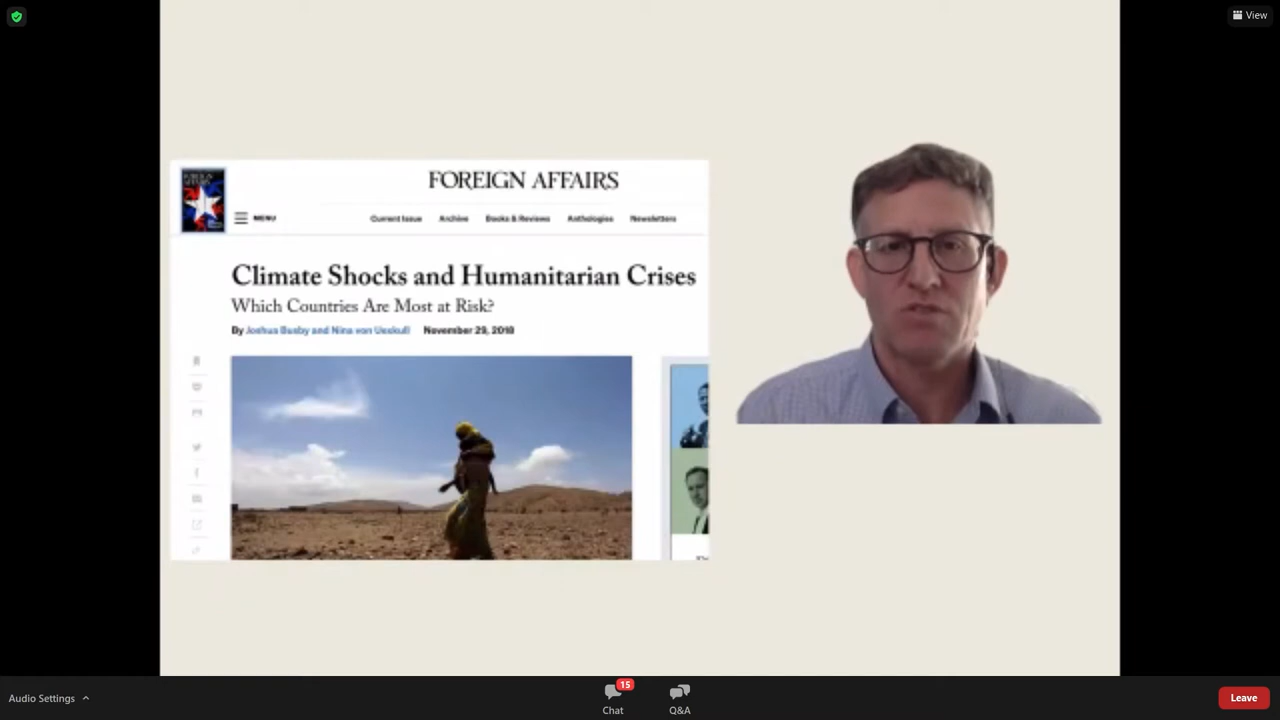 View
FOREIGN AFFAIRS
MENU
Current Issue Archive Books & Reviews Anthologies Newsletters
Climate Shocks and Humanitarian Crises
Which Countries Are Most at Risk?
By Joshua Busby and Nina von Uexkull November 29, 2018
Audio Settings
15
Chat
Q&A
Leave